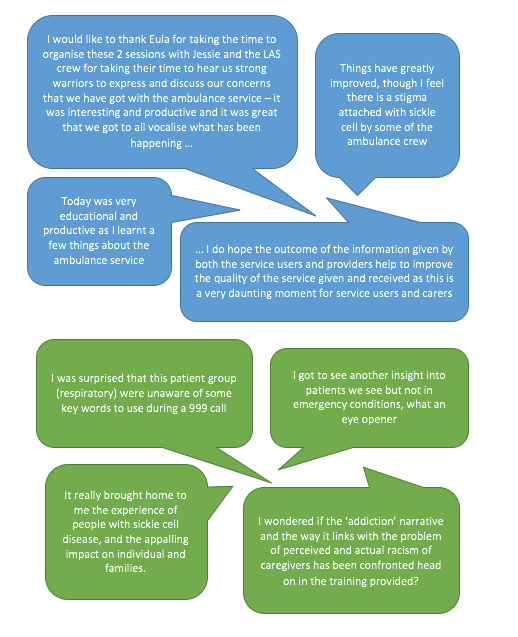 I would like to thank Eula for taking the time to
organise these 2 sessions with Jessie and the LAS
crew for taking their time to hear us strong
warriors to express and discuss our concerns
that we have got with the ambulance service – it
was interesting and productive and it was great
that we got to all vocalise what has been
happening ...
Things have greatly
improved, though I feel
there is a stigma
attached with sickle
cell by some of the
ambulance crew
Today was very
educational and
productive as I learnt a
few things about the
ambulance service
... I do hope the outcome of the information given by
both the service users and providers help to improve
the quality of the service given and received as this is
a very daunting moment for service users and carers
I was surprised that this patient group
(respiratory) were unaware of some
key words to use during a 999 call
I got to see another insight into
patients we see but not in
emergency conditions, what an
eye opener
It really brought home to
me the experience of
people with sickle cell
disease, and the appalling
impact on individual and
families.
I wondered if the ‘addiction’ narrative
and the way it links with the problem
of perceived and actual racism of
caregivers has been confronted head
on in the training provided?